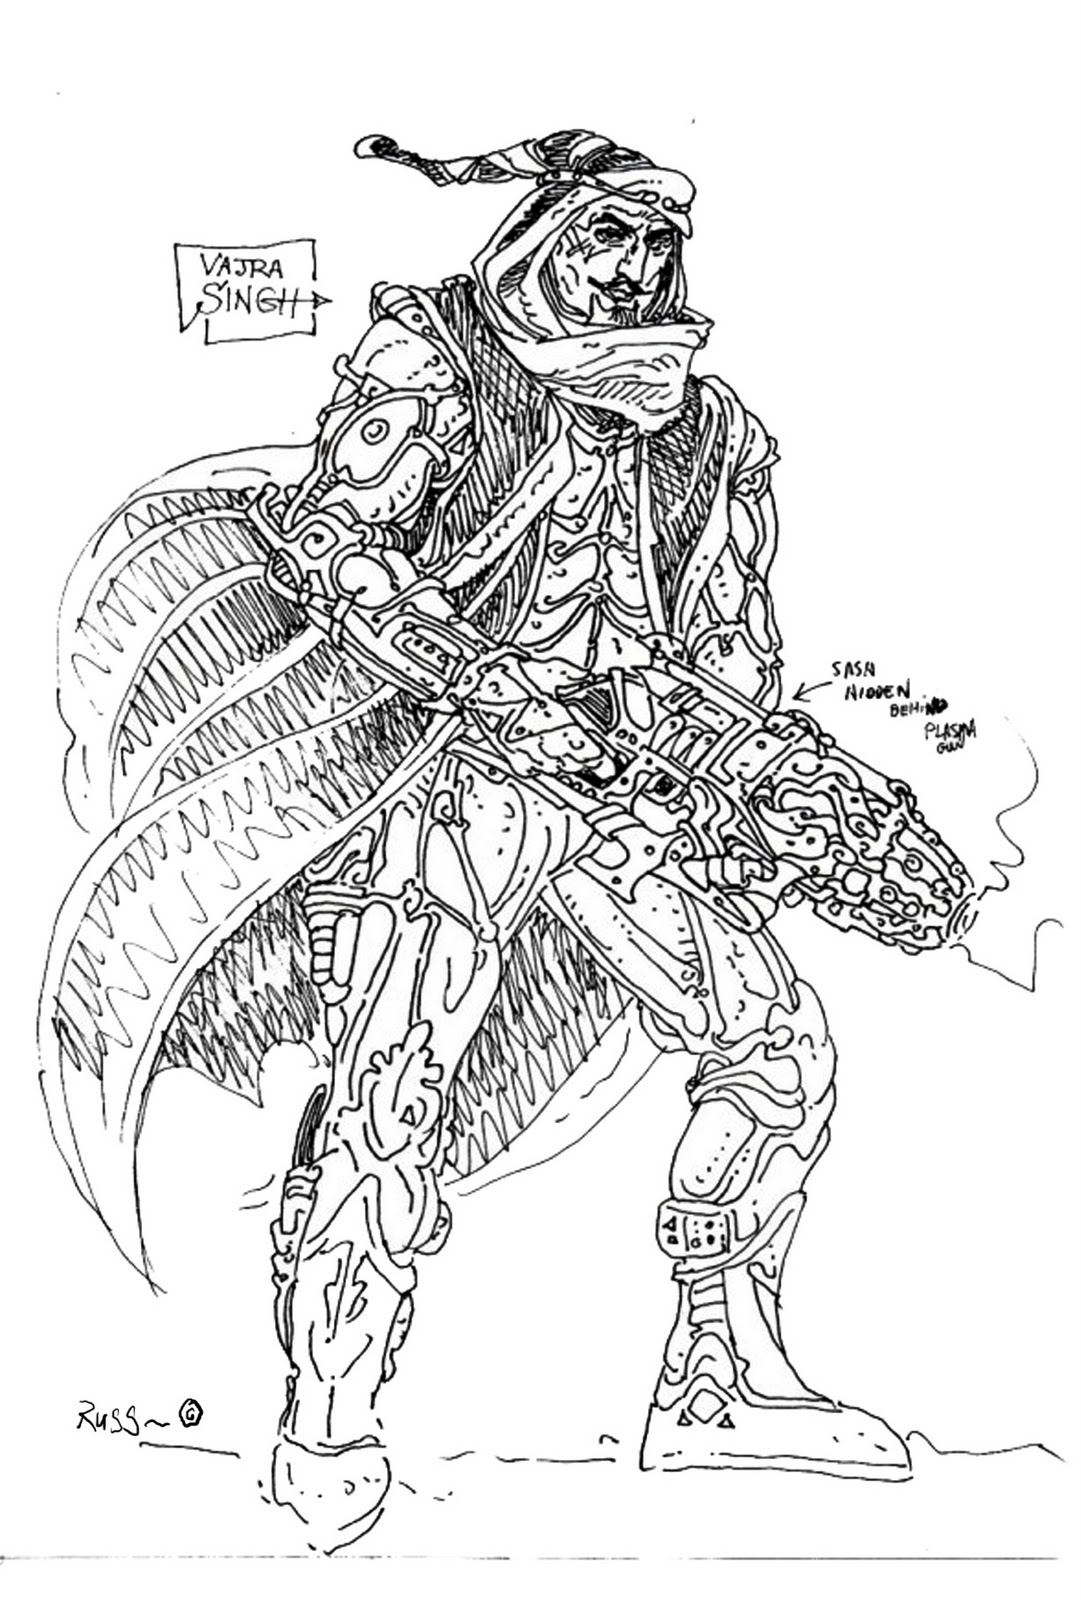 VAJRA
SINGH
SASH
HIDDEN
BEHIND
PLASMA
GUN
Russ~ G